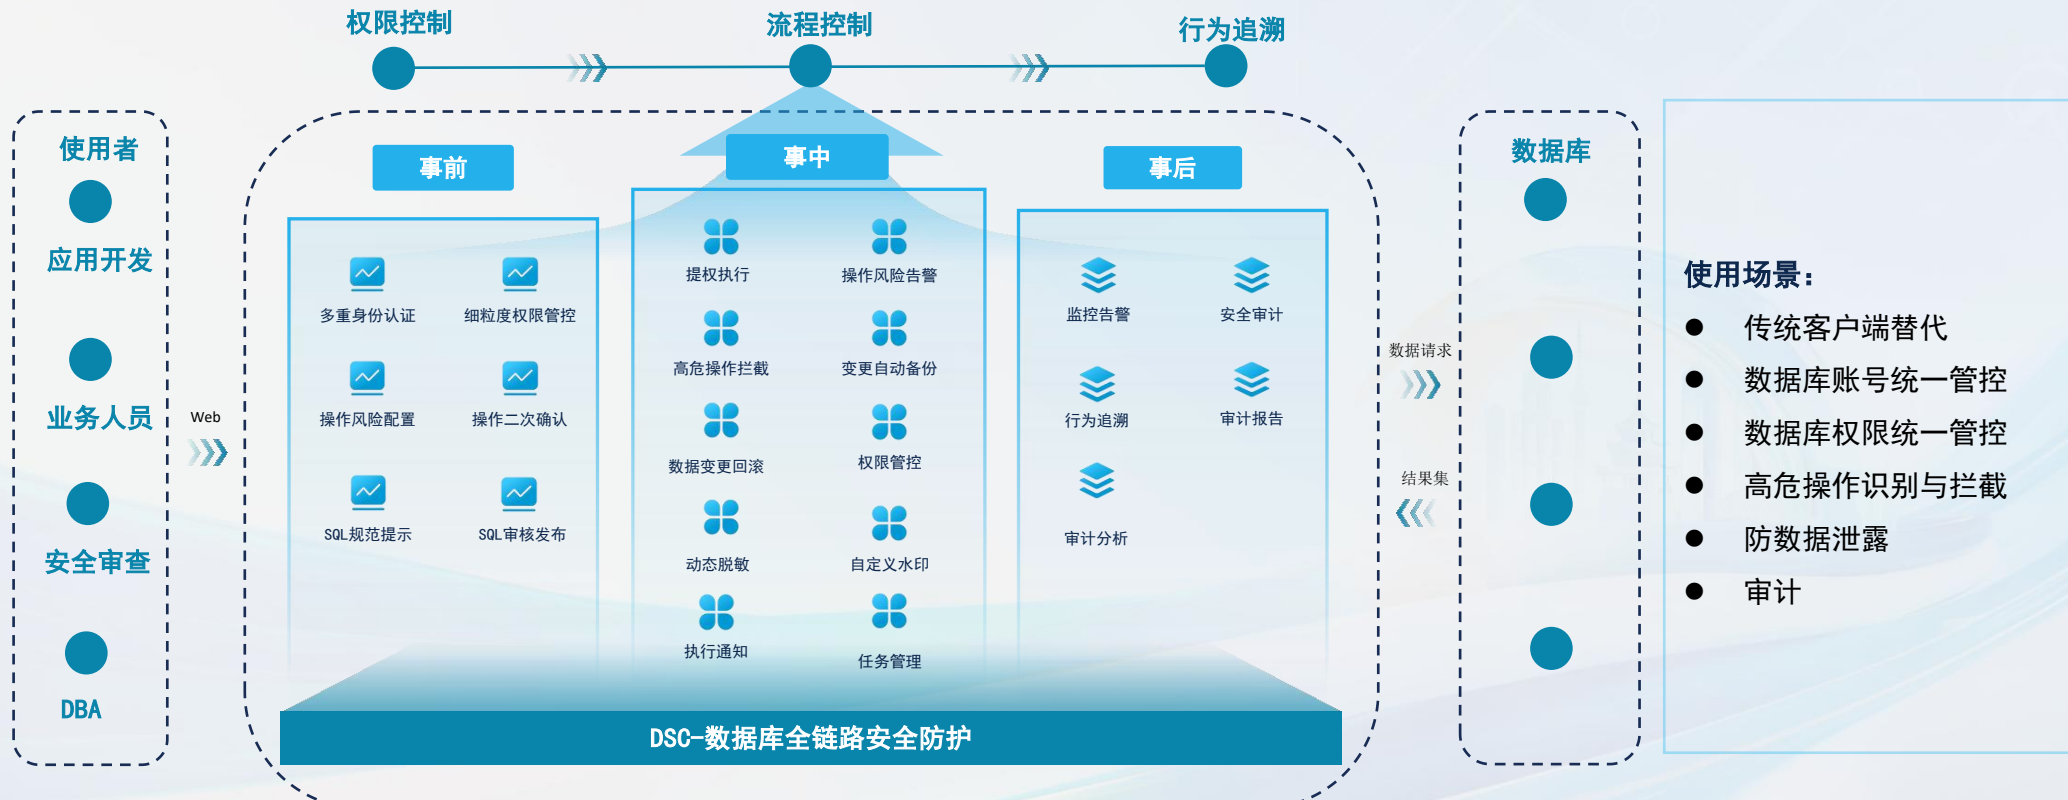 权限控制
流程控制
行为追溯
使用者
应用开发
业务人员
安全审查
DBA
Web
事前
多重身份认证
细粒度权限管控
操作风险配置
操作二次确认
SQL规范提示
SQL审核发布
事中
提权执行
操作风险告警
高危操作拦截
变更自动备份
数据变更回滚
权限管控
动态脱敏
自定义水印
执行通知
任务管理
事后
监控告警
安全审计
行为追溯
审计报告
审计分析
DSC-数据库全链路安全防护
数据请求
结果集
数据库
使用场景：
● 传统客户端替代
● 数据库账号统一管控
● 数据库权限统一管控
● 高危操作识别与拦截
● 防数据泄露
● 审计